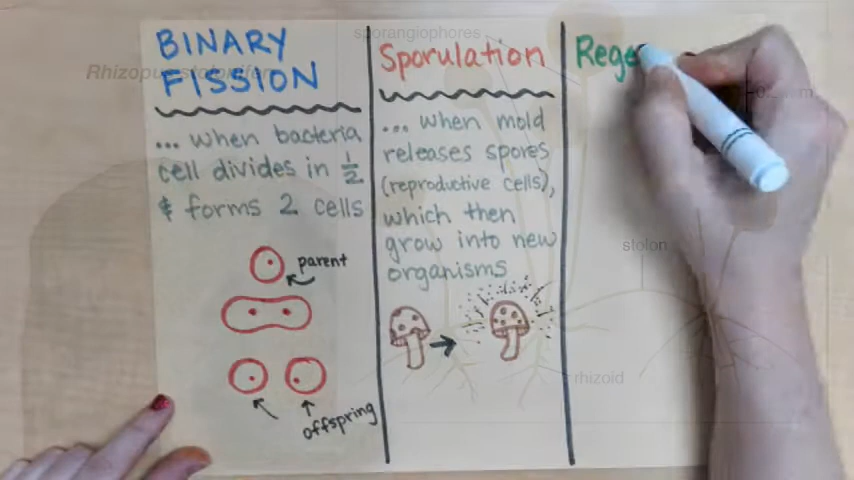 BINARY
FISSION
... when bacteria
cell divides in 1/2
& forms 2 cells
parent
offspring
Sporulation
... when mold
releases spores
(reproductive cells),
which then
grow into new
organisms
Rege
sporangiophores
stolon
rhizoid